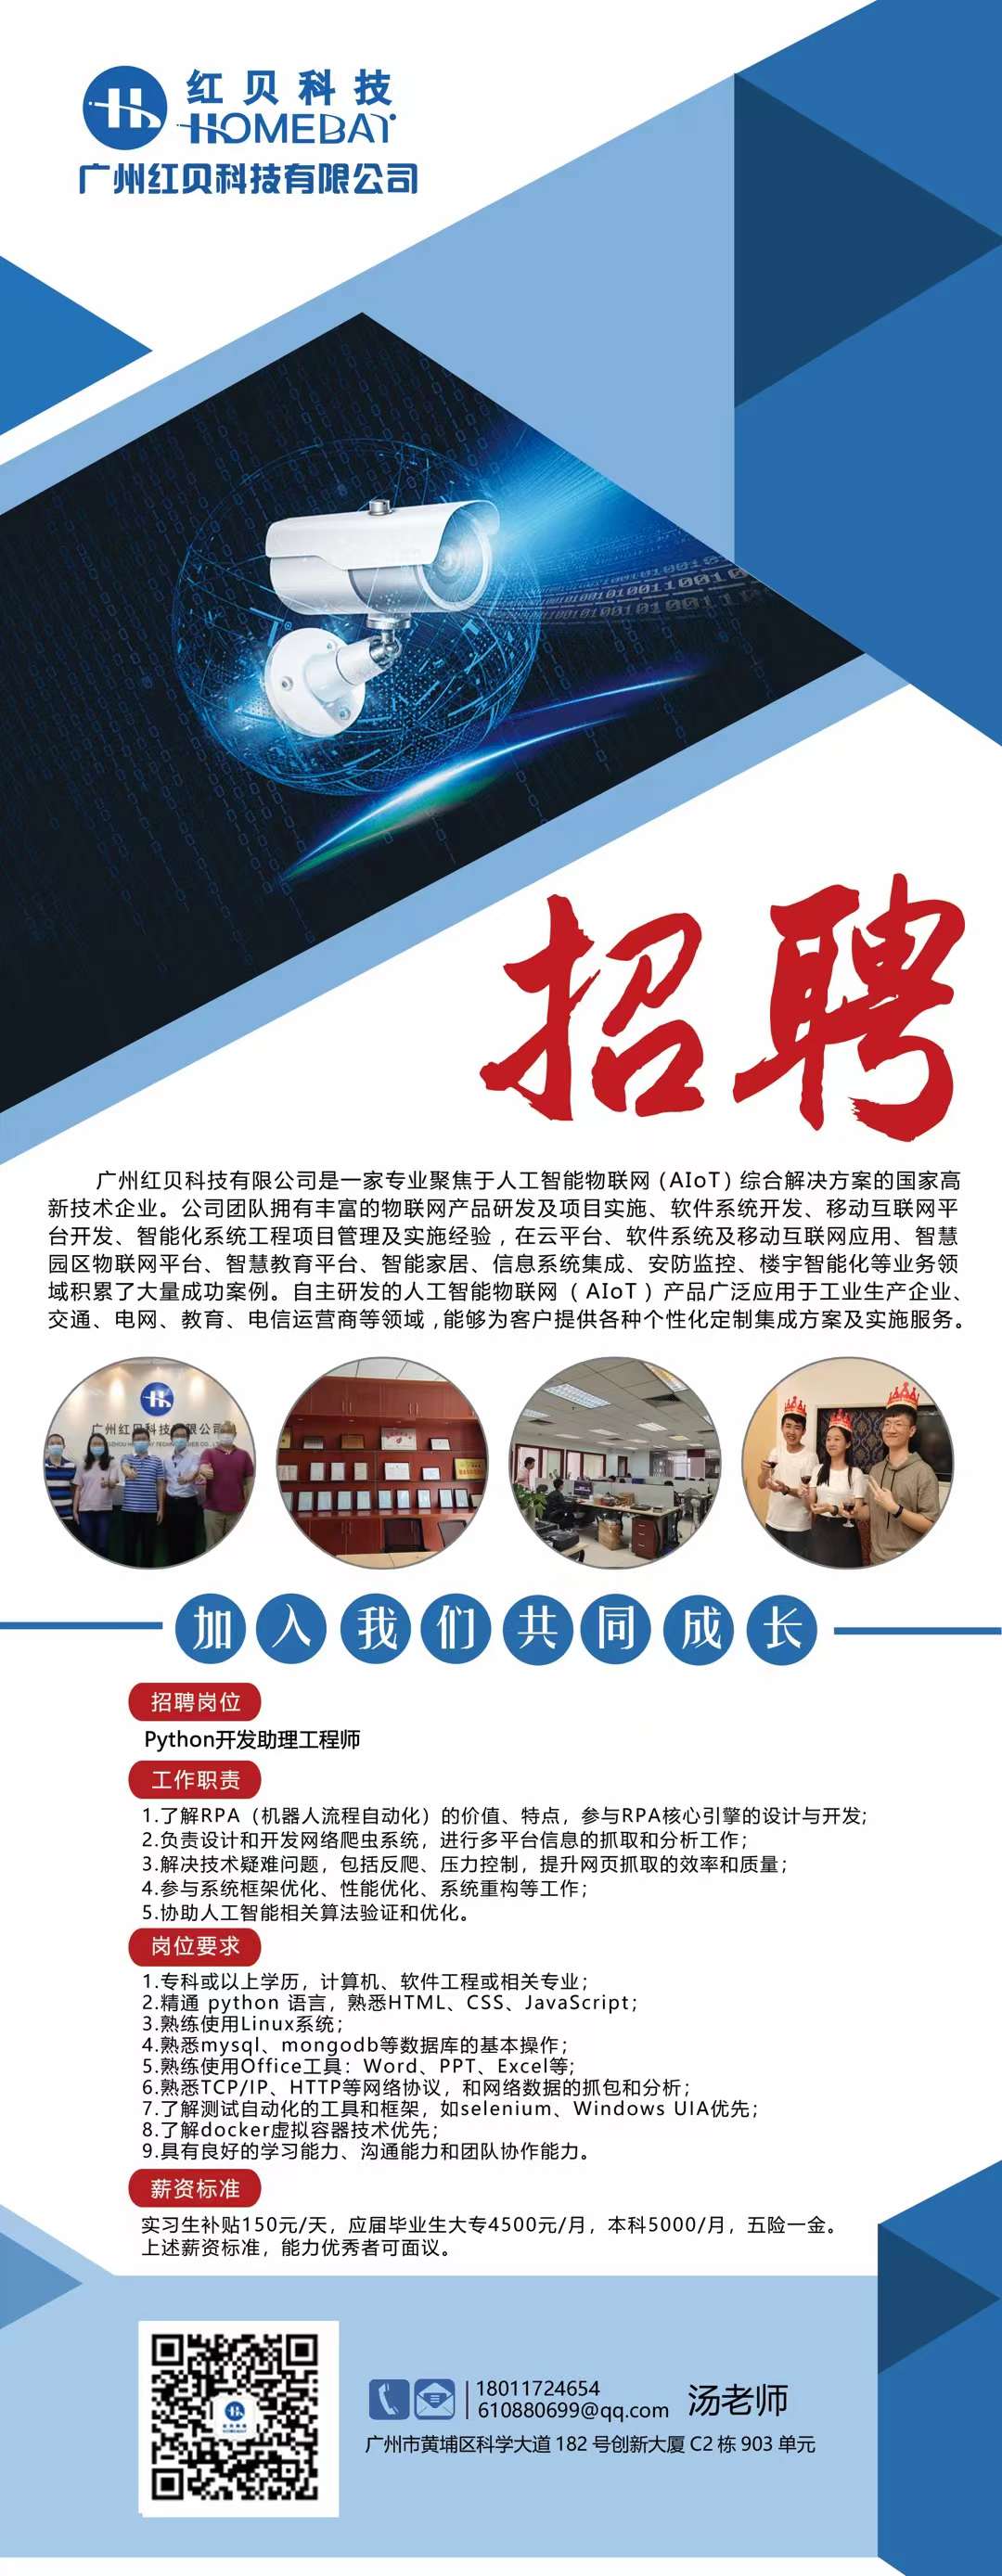 红贝科技
HOMEBAY
广州红贝科技有限公司
招聘
广州红贝科技有限公司是一家专业聚焦于人工智能物联网(AIoT)综合解决方案的国家高
新技术企业。公司团队拥有丰富的物联网产品研发及项目实施、软件系统开发、移动互联网平
台开发、智能化系统工程项目管理及实施经验,在云平台、软件系统及移动互联网应用、智慧
园区物联网平台、智慧教育平台、智能家居、信息系统集成、安防监控、楼宇智能化等业务领
域积累了大量成功案例。自主研发的人工智能物联网(AIoT)产品广泛应用于工业生产企业、
交通、电网、教育、电信运营商等领域,能够为客户提供各种个性化定制集成方案及实施服务。
加入我们共同成长
招聘岗位
Python开发助理工程师
工作职责
1.了解RPA（机器人流程自动化）的价值、特点，参与RPA核心引擎的设计与开发;
2.负责设计和开发网络爬虫系统，进行多平台信息的抓取和分析工作;
3.解决技术疑难问题，包括反爬、压力控制，提升网页抓取的效率和质量;
4.参与系统框架优化、性能优化、系统重构等工作;
5.协助人工智能相关算法验证和优化。
岗位要求
1.专科或以上学历，计算机、软件工程或相关专业;
2.精通 python 语言，熟悉HTML、CSS、JavaScript;
3.熟练使用Linux系统;
4.熟悉mysql、mongodb等数据库的基本操作;
5.熟练使用Office工具：Word、PPT、Excel等;
6.熟悉TCP/IP、HTTP等网络协议，和网络数据的抓包和分析;
7.了解测试自动化的工具和框架，如selenium、Windows UIA优先;
8.了解docker虚拟容器技术优先;
9.具有良好的学习能力、沟通能力和团队协作能力。
薪资标准
实习生补贴150元/天，应届毕业生大专4500元/月，本科5000/月，五险一金。
上述薪资标准，能力优秀者可面议。
18011724654
610880699@qq.com
汤老师
广州市黄埔区科学大道 182 号创新大厦 C2 栋 903 单元